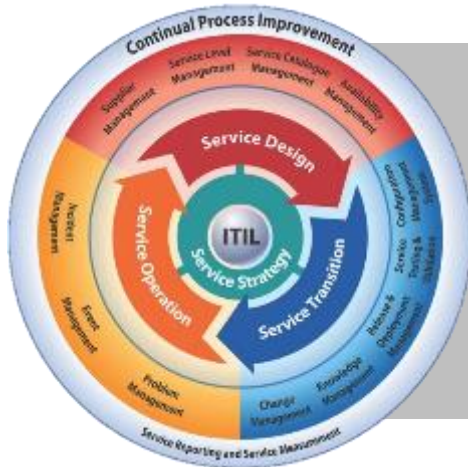 Continual Process Improvement
Supplier
Management
Service Level
Management
Service Catalogue
Management
Availability
Management
Service Design
Service Transition
Service Operation
Service Strategy
ITIL
System
Configuration
Management
Service
Testing &
Validation
Release &
Deployment
Management
Knowledge
Management
Change
Management
Problem
Management
Event
Management
Incident
Management
Service Reporting and Service Measurement